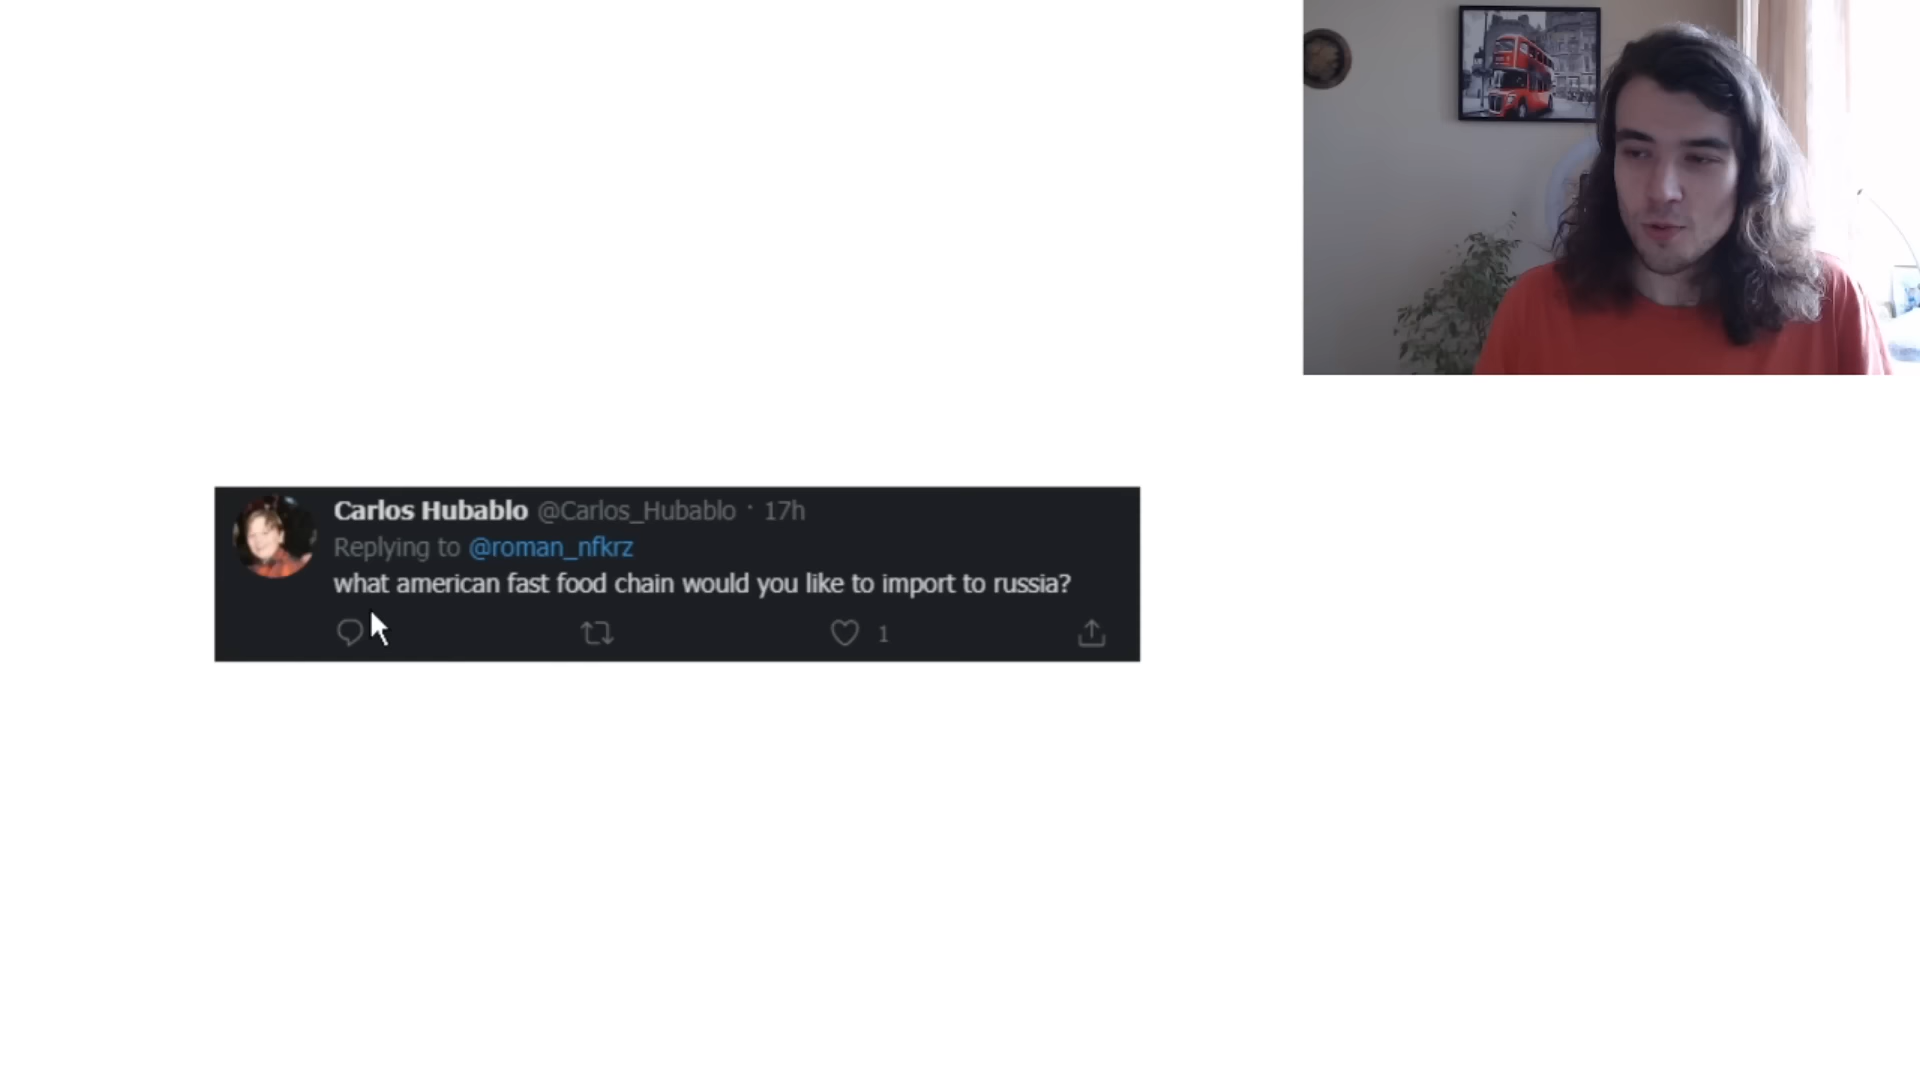 Carlos Hubablo @Carlos_Hubablo · 17h
Replying to @roman_nfkrz
what american fast food chain would you like to import to russia?
1